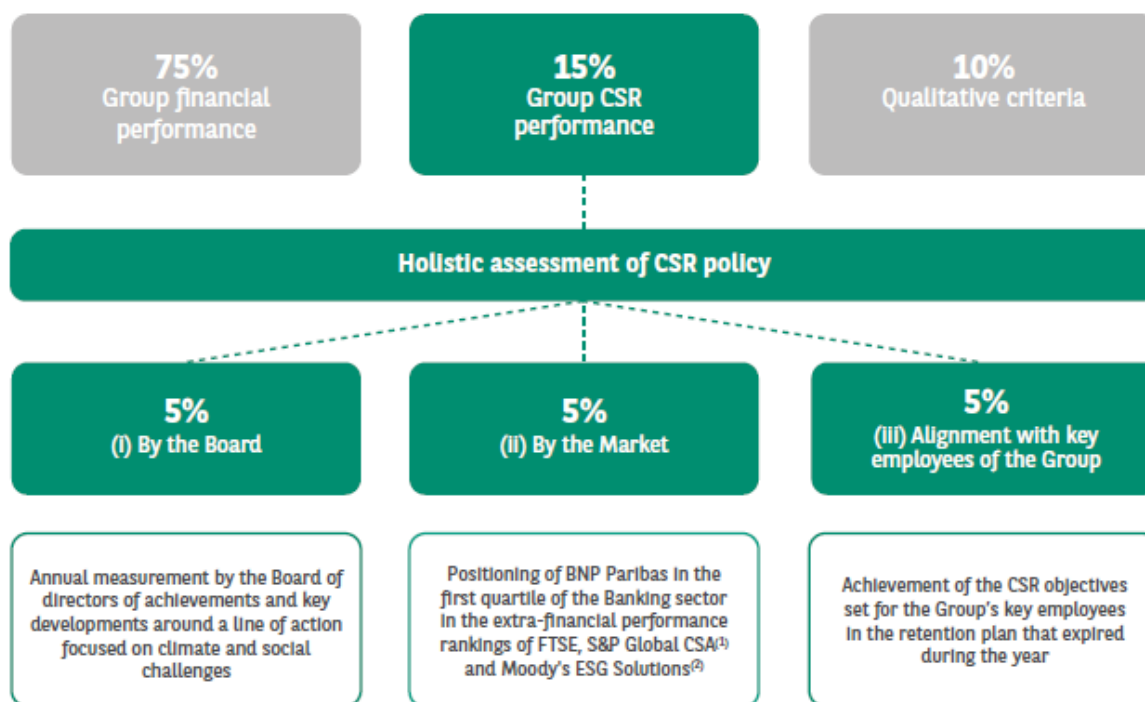 75%
Group financial
performance
15%
Group CSR
performance
10%
Qualitative criteria
Holistic assessment of CSR policy
5%
(i) By the Board
5%
(ii) By the Market
5%
(iii) Alignment with key
employees of the Group
Annual measurement by the Board of
directors of achievements and key
developments around a line of action
focused on climate and social
challenges
Positioning of BNP Paribas in the
first quartile of the Banking sector
in the extra-financial performance
rankings of FTSE, S&P Global CSA(1)
and Moody's ESG Solutions(2)
Achievement of the CSR objectives
set for the Group's key employees
in the retention plan that expired
during the year